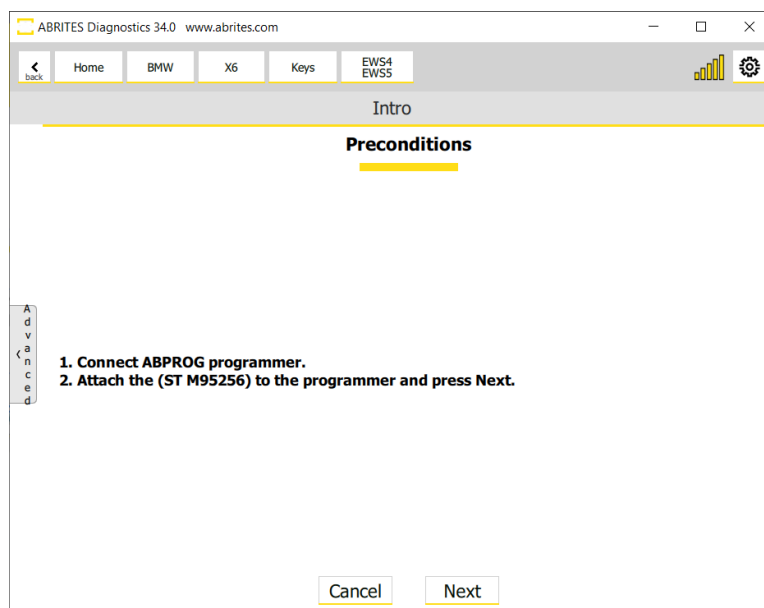 ABRITES Diagnostics 34.0 www.abrites.com
back
Home
BMW
X6
Keys
EWS4
EWS5
Intro
Preconditions
Advanced
1. Connect ABPROG programmer.
2. Attach the (ST M95256) to the programmer and press Next.
Cancel
Next